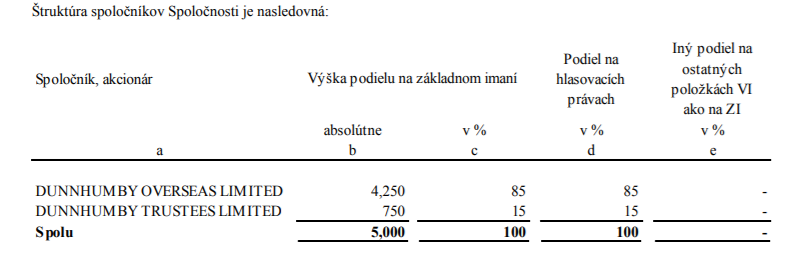 Štruktúra spoločníkov Spoločnosti je nasledovná:
Spoločník, akcionár Výška podielu na základnom imaní Podiel na hlasovacích právach Iný podiel na ostatných položkách VI ako na ZI
absolútne v % v % v %
a b c d e
DUNNHUMBY OVERSEAS LIMITED 4,250 85 85 -
DUNNHUMBY TRUSTEES LIMITED 750 15 15 -
Spolu 5,000 100 100 -